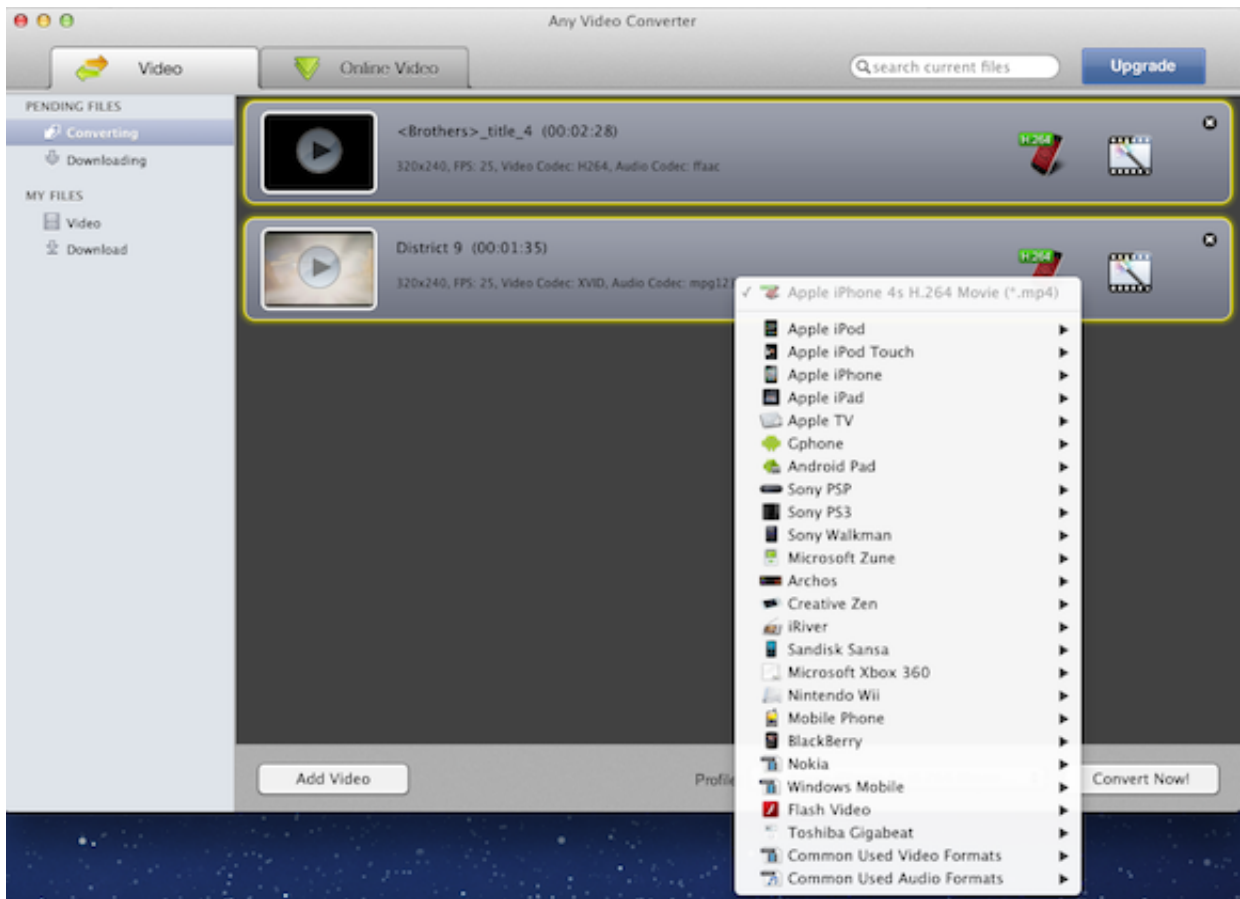 Any Video Converter
Video
Online Video
search current files
Upgrade
PENDING FILES
Converting
Downloading
MY FILES
Video
Download
<Brothers>_title_4 (00:02:28)
320x240, FPS: 25, Video Codec: H264, Audio Codec: ffaac
H.264
District 9 (00:01:35)
320x240, FPS: 25, Video Codec: XVID, Audio Codec: mpg12
H.264
✓ Apple iPhone 4s H.264 Movie (*.mp4)
Apple iPod
Apple iPod Touch
Apple iPhone
Apple iPad
Apple TV
Gphone
Android Pad
Sony PSP
Sony PS3
Sony Walkman
Microsoft Zune
Archos
Creative Zen
iRiver
Sandisk Sansa
Microsoft Xbox 360
Nintendo Wii
Mobile Phone
BlackBerry
Nokia
Windows Mobile
Flash Video
Toshiba Gigabeat
Common Used Video Formats
Common Used Audio Formats
Add Video
Profile
Convert Now!